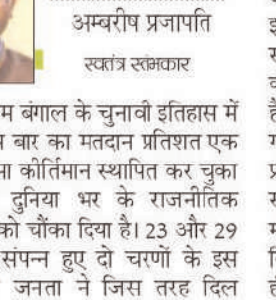 अम्बरीष प्रजापति
स्वतंत्र स्तंभकार
बंगाल के चुनावी इतिहास में
बार का मतदान प्रतिशत एक
कीर्तिमान स्थापित कर चुका
दुनिया भर के राजनीतिक
को चौंका दिया है। 23 और 29
संपन्न हुए दो चरणों के इस
जनता ने जिस तरह दिल